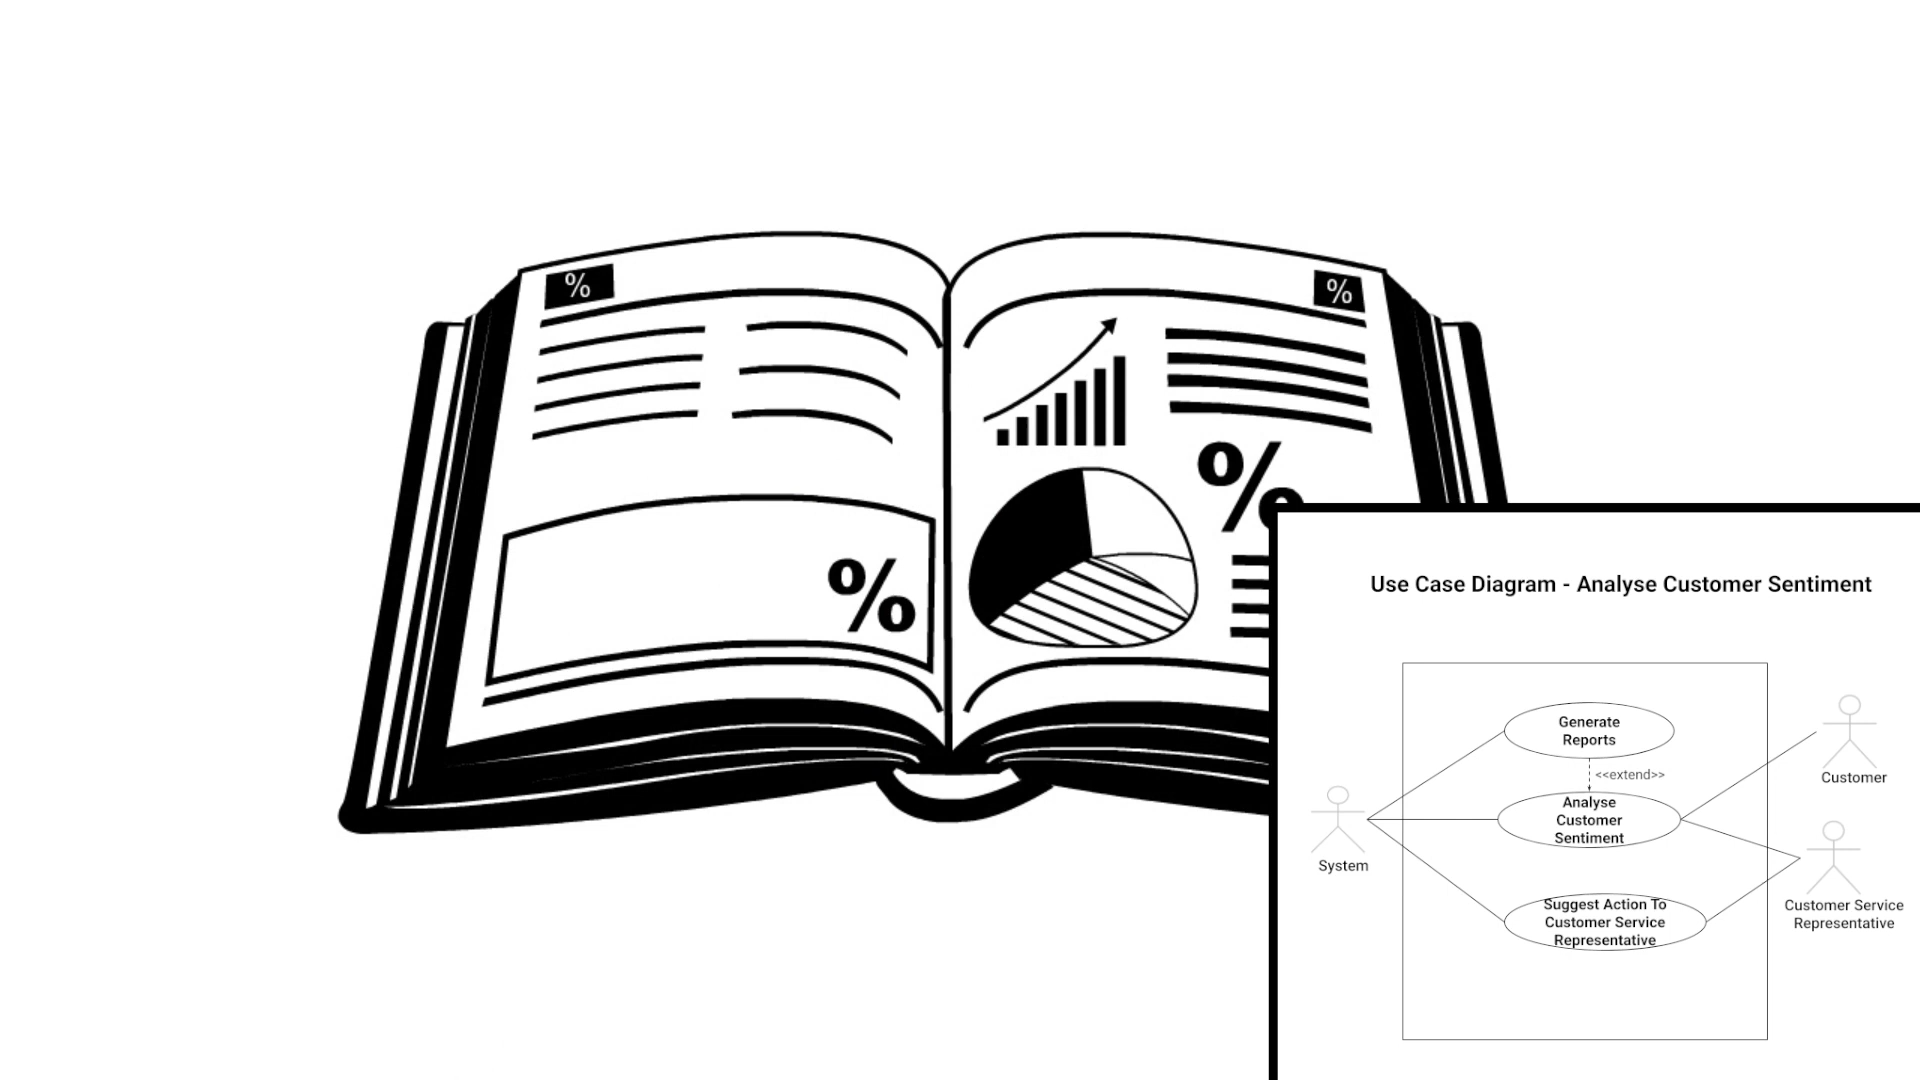 %
%
%
%
Use Case Diagram - Analyse Customer Sentiment
Generate
Reports
<<extend>>
Analyse
Customer
Sentiment
Suggest Action To
Customer Service
Representative
System
Customer
Customer Service
Representative